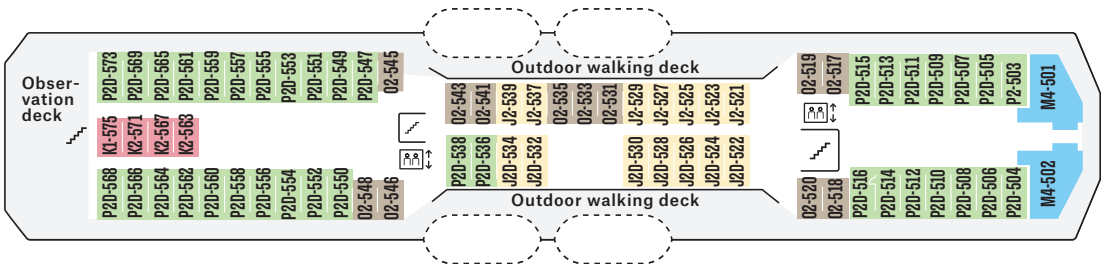 P2D-573 P2D-569 P2D-565 P2D-561 P2D-559 P2D-557 P2D-555 P2D-553 P2D-551 P2D-549 P2D-547 O2-545
O2-519 O2-517 P2D-515 P2D-513 P2D-511 P2D-509 P2D-507 P2D-505 P2-503 M4-501
Outdoor walking deck
Obser-
vation
deck
O2-543 O2-541 J2-539 J2-537 O2-535 O2-533 O2-531 J2-529 J2-527 J2-525 J2-523 J2-521
K1-575 K2-571 K2-567 K2-563
P2D-538 P2D-536 J2D-534 J2D-532 J2D-530 J2D-528 J2D-526 J2D-524 J2D-522
P2D-568 P2D-566 P2D-564 P2D-562 P2D-560 P2D-558 P2D-556 P2D-554 P2D-552 P2D-550 O2-548 O2-546
Outdoor walking deck
O2-520 O2-518 P2D-516 P2D-514 P2D-512 P2D-510 P2D-508 P2D-506 P2D-504 M4-502